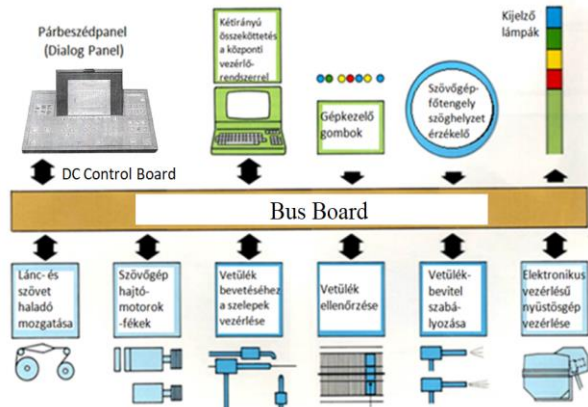 Párbeszédpanel
(Dialog Panel)
Kétirányú
összeköttetés
a központi
vezérlő-
rendszerrel
Gépkezelő
gombok
Szövőgép-
főtengely
szöghelyzet
érzékelő
Kijelző
lámpák
DC Control Board
Bus Board
Lánc- és
szövet
haladó
mozgatása
Szövőgép
hajtó-
motorok
-fékek
Vetülék
bevetéséhez
a szelepek
vezérlése
Vetülék
ellenőrzése
Vetülék-
bevitel
szabá-
lyozása
Elektronikus
vezérlésű
nyüstösgép
vezérlése